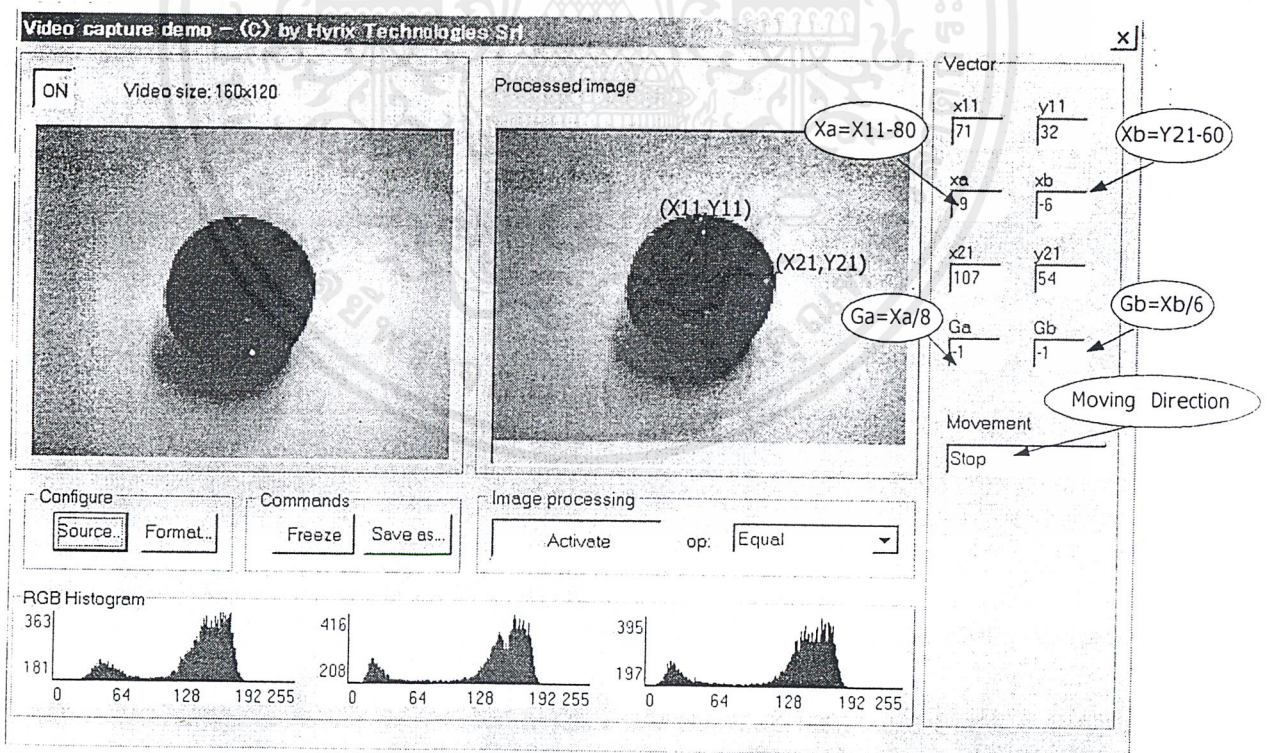 Video capture demo - (C) by Hyrix Technologies Srl
x
ON
Video size: 160x120
Processed image
(X11,Y11)
(X21,Y21)
Vector
x11 y11
71 32
Xa=X11-80
Xb=Y21-60
xa xb
-9 -6
x21 y21
107 54
Ga=Xa/8
Gb=Xb/6
Ga Gb
-1 -1
Moving Direction
Movement
Stop
Configure
Source..
Format...
Commands
Freeze
Save as...
Image processing
Activate
op:
Equal
RGB Histogram
363
181
0 64 128 192 255
416
208
0 64 128 192 255
395
197
0 64 128 192 255